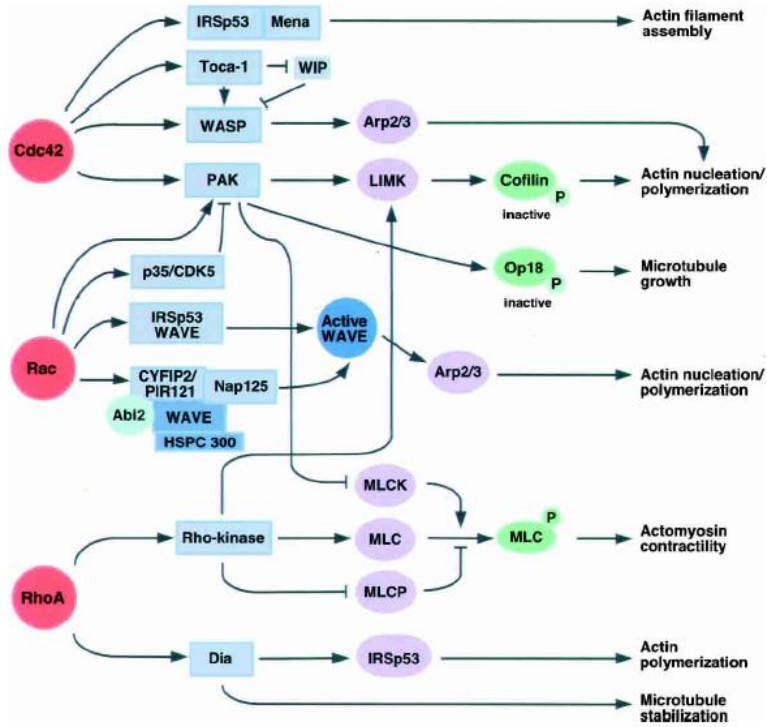 IRSp53 Mena
Actin filament
assembly
Toca-1
WIP
Cdc42
WASP
Arp2/3
PAK
LIMK
Cofilin
P
inactive
Actin nucleation/
polymerization
p35/CDK5
Op18
P
inactive
Microtubule
growth
IRSp53
WAVE
Active
WAVE
Rac
CYFIP2/
PIR121
Nap125
Arp2/3
Actin nucleation/
polymerization
Abi2
WAVE
HSPC 300
MLCK
P
Rho-kinase
MLC
MLC
Actomyosin
contractility
MLCP
RhoA
Dia
IRSp53
Actin
polymerization
Microtubule
stabilization